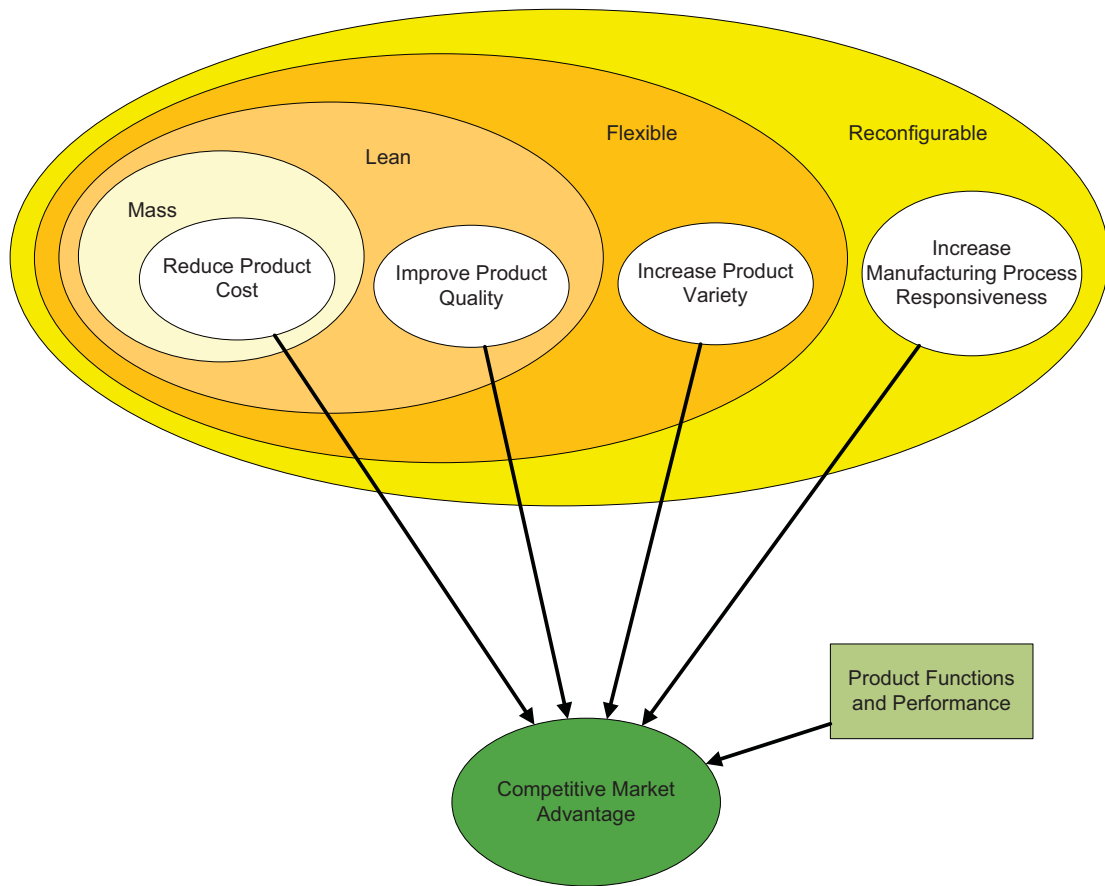 Flexible
Reconfigurable
Lean
Mass
Reduce Product
Cost
Improve Product
Quality
Increase Product
Variety
Increase
Manufacturing Process
Responsiveness
Product Functions
and Performance
Competitive Market
Advantage